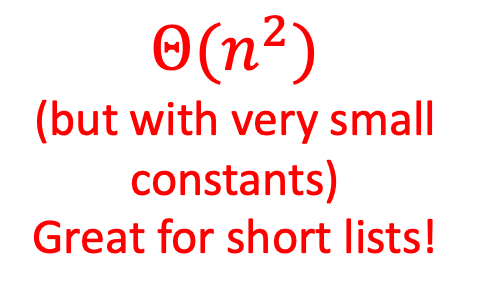 Θ(n²)
(but with very small
constants)
Great for short lists!